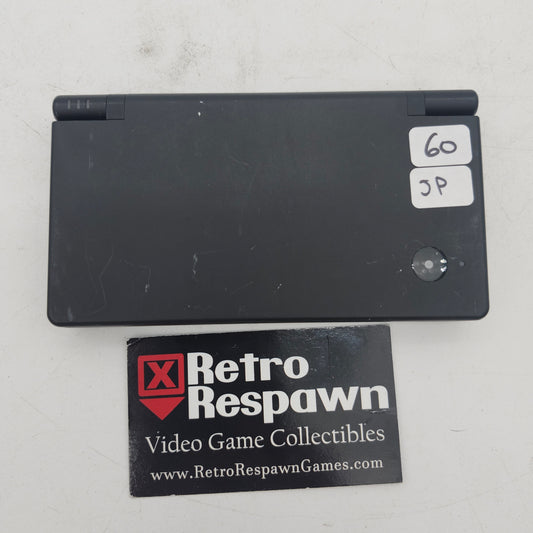 60
JP
X Retro
Respawn
Video Game Collectibles
www.RetroRespawnGames.com